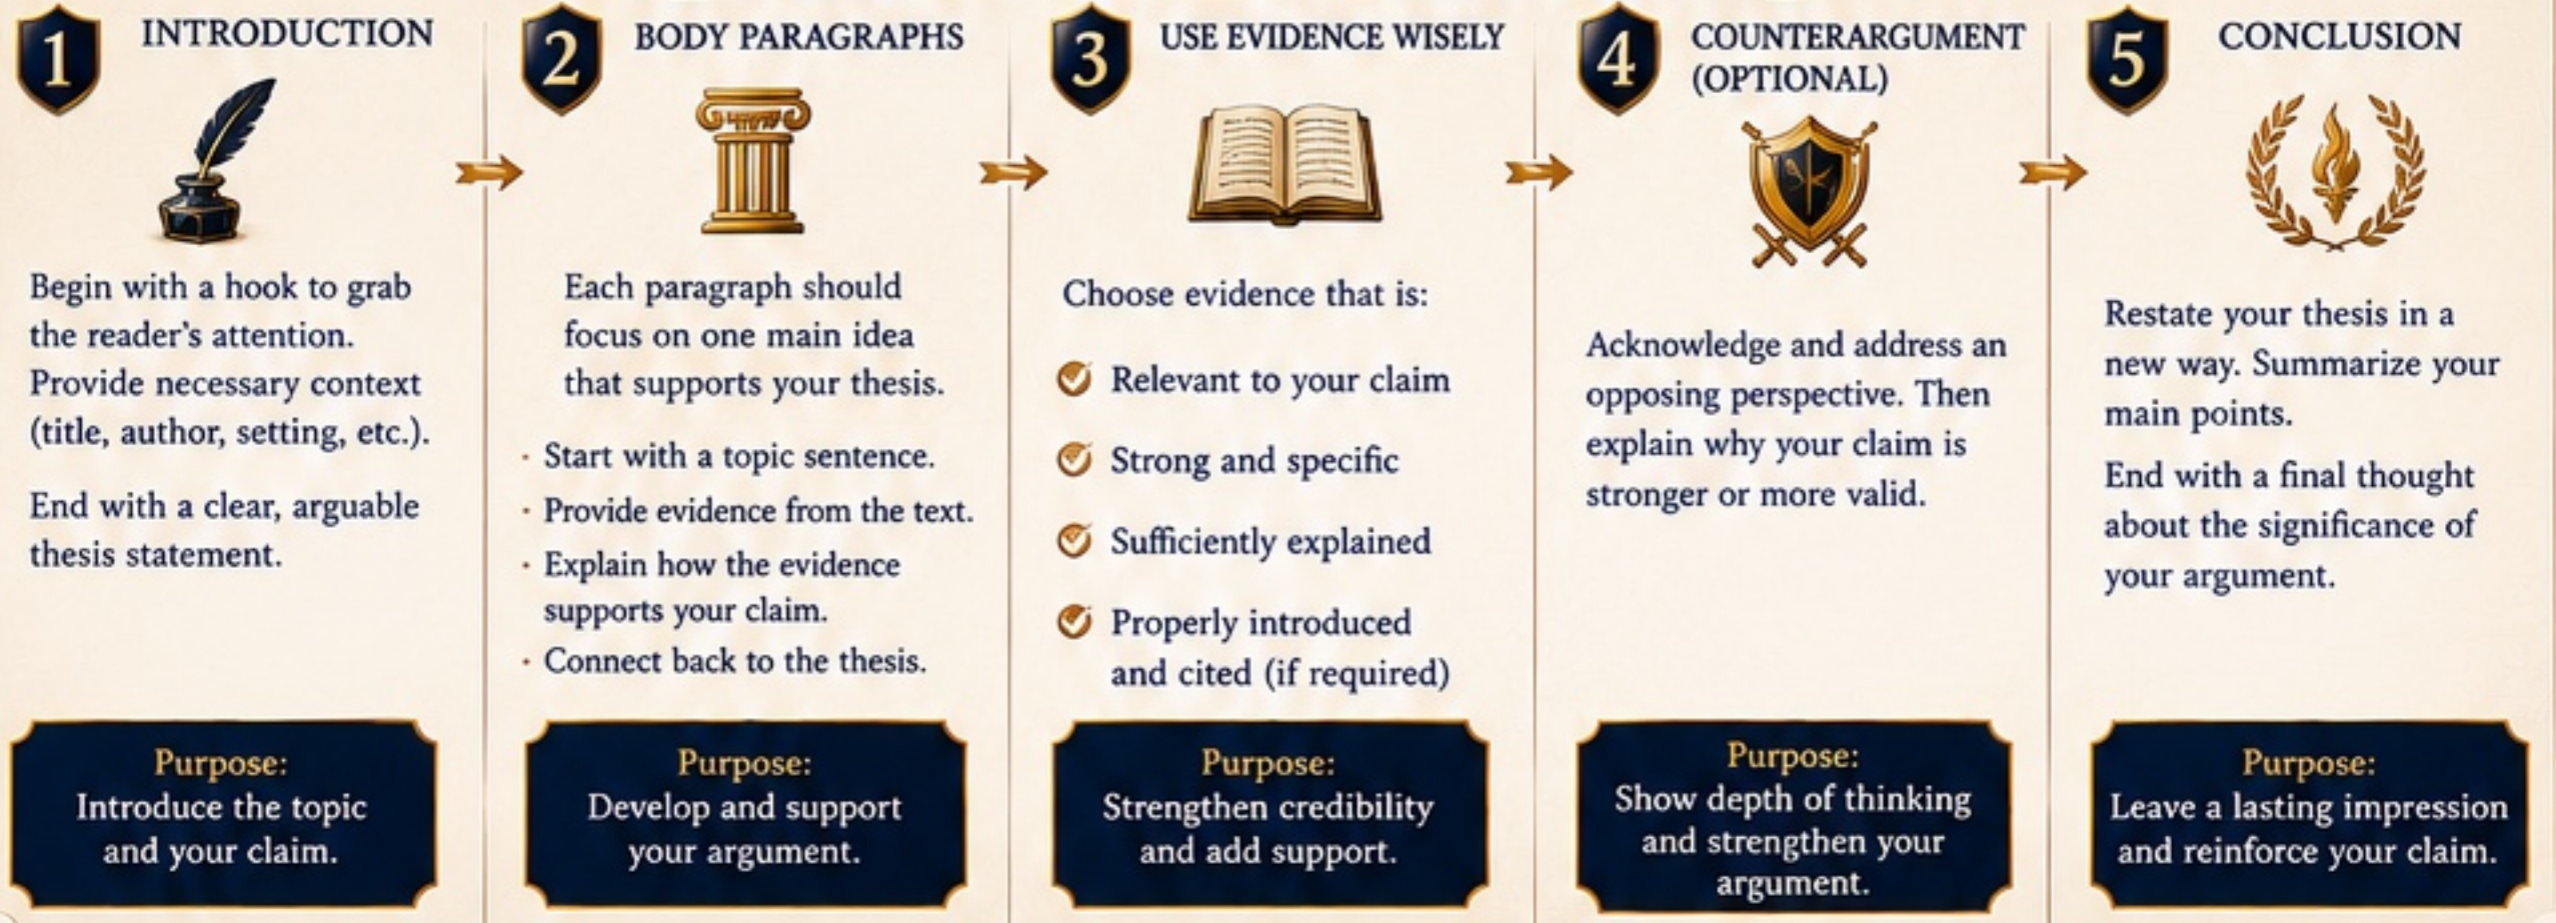 1
INTRODUCTION
Begin with a hook to grab
the reader's attention.
Provide necessary context
(title, author, setting, etc.).
End with a clear, arguable
thesis statement.
Purpose:
Introduce the topic
and your claim.
2
BODY PARAGRAPHS
Each paragraph should
focus on one main idea
that supports your thesis.
· Start with a topic sentence.
· Provide evidence from the text.
· Explain how the evidence
supports your claim.
· Connect back to the thesis.
Purpose:
Develop and support
your argument.
3
USE EVIDENCE WISELY
Choose evidence that is:
Relevant to your claim
Strong and specific
Sufficiently explained
Properly introduced
and cited (if required)
Purpose:
Strengthen credibility
and add support.
4
COUNTERARGUMENT
(OPTIONAL)
Acknowledge and address an
opposing perspective. Then
explain why your claim is
stronger or more valid.
Purpose:
Show depth of thinking
and strengthen your
argument.
5
CONCLUSION
Restate your thesis in a
new way. Summarize your
main points.
End with a final thought
about the significance of
your argument.
Purpose:
Leave a lasting impression
and reinforce your claim.